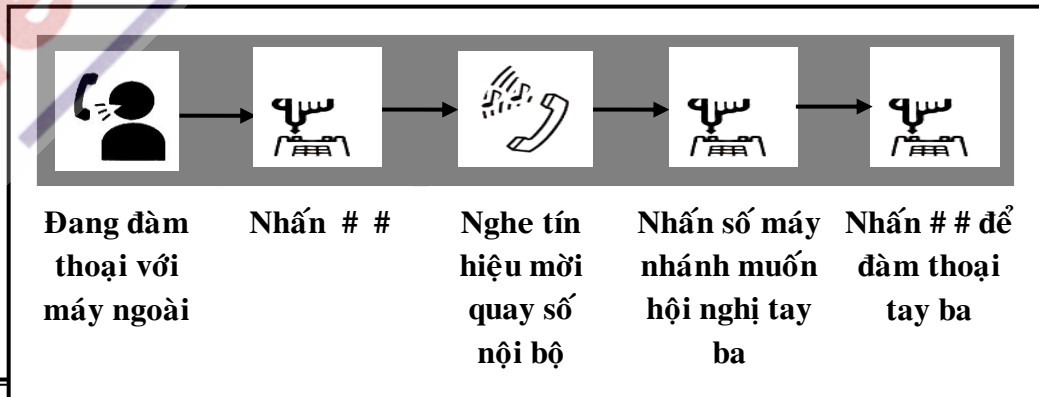 Đang đàm
thoại với
máy ngoài
Nhấn # #
Nghe tín
hiệu mời
quay số
nội bộ
Nhấn số máy
nhánh muốn
hội nghị tay
ba
Nhấn # # để
đàm thoại
tay ba